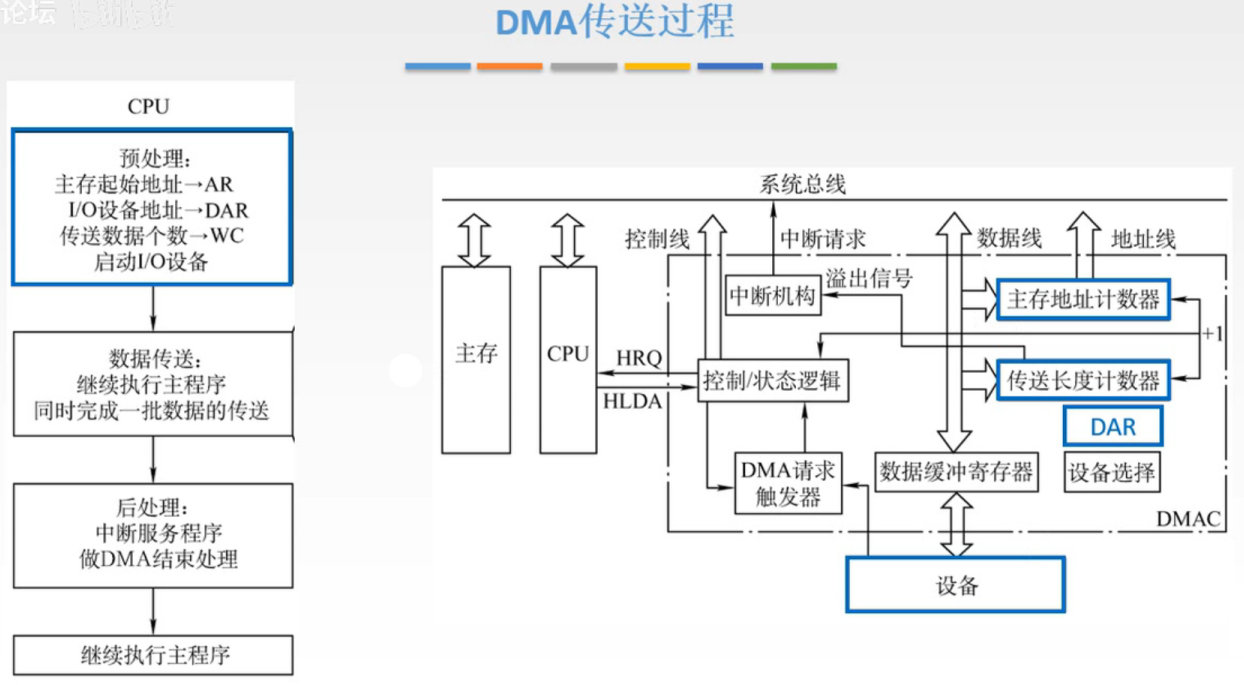 论坛
DMA传送过程
CPU
预处理：
主存起始地址→AR
I/O设备地址→DAR
传送数据个数→WC
启动I/O设备
数据传送：
继续执行主程序
同时完成一批数据的传送
后处理：
中断服务程序
做DMA结束处理
继续执行主程序
系统总线
控制线
中断请求
数据线
地址线
中断机构
溢出信号
主存地址计数器
+1
主存
CPU
HRQ
HLDA
控制/状态逻辑
传送长度计数器
DAR
DMA请求
触发器
数据缓冲寄存器
设备选择
DMAC
设备